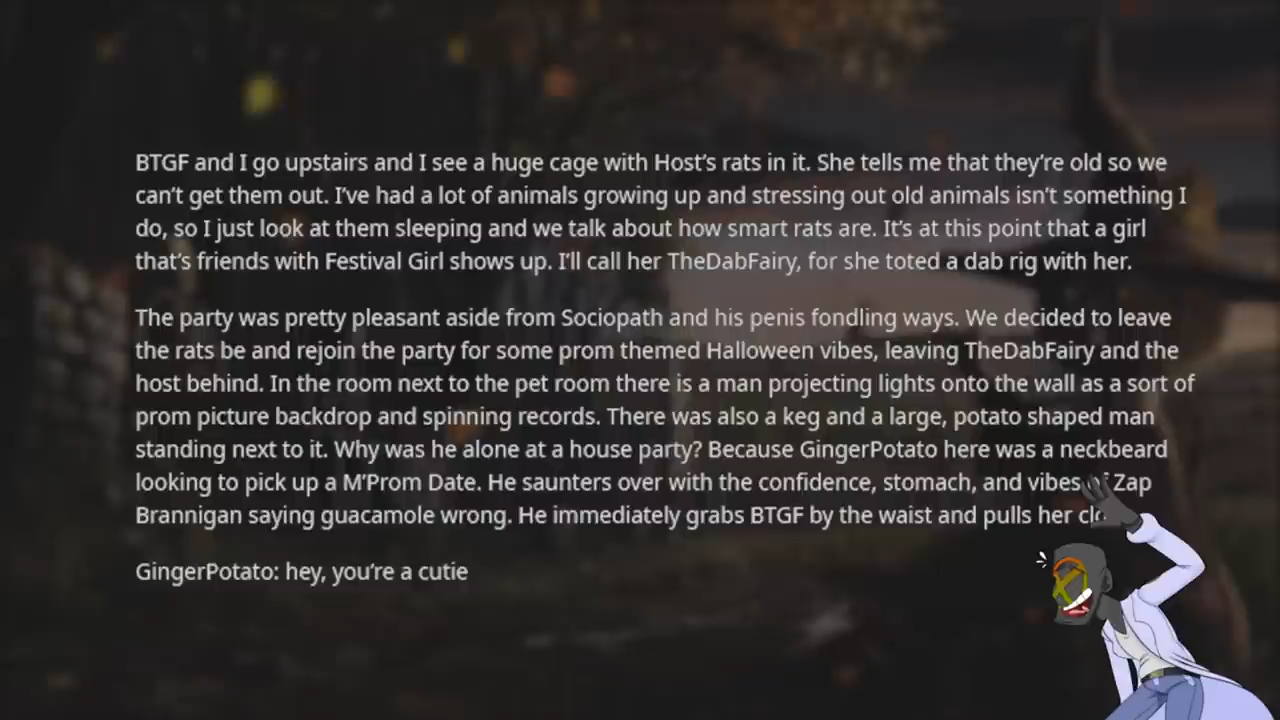 BTGF and I go upstairs and I see a huge cage with Host's rats in it. She tells me that they're old so we
can't get them out. I've had a lot of animals growing up and stressing out old animals isn't something I
do, so I just look at them sleeping and we talk about how smart rats are. It's at this point that a girl
that's friends with Festival Girl shows up. I'll call her TheDabFairy, for she toted a dab rig with her.
The party was pretty pleasant aside from Sociopath and his penis fondling ways. We decided to leave
the rats be and rejoin the party for some prom themed Halloween vibes, leaving TheDabFairy and the
host behind. In the room next to the pet room there is a man projecting lights onto the wall as a sort of
prom picture backdrop and spinning records. There was also a keg and a large, potato shaped man
standing next to it. Why was he alone at a house party? Because GingerPotato here was a neckbeard
looking to pick up a M'Prom Date. He saunters over with the confidence, stomach, and vibes Zap
Brannigan saying guacamole wrong. He immediately grabs BTGF by the waist and pulls her
GingerPotato: hey, you're a cutie